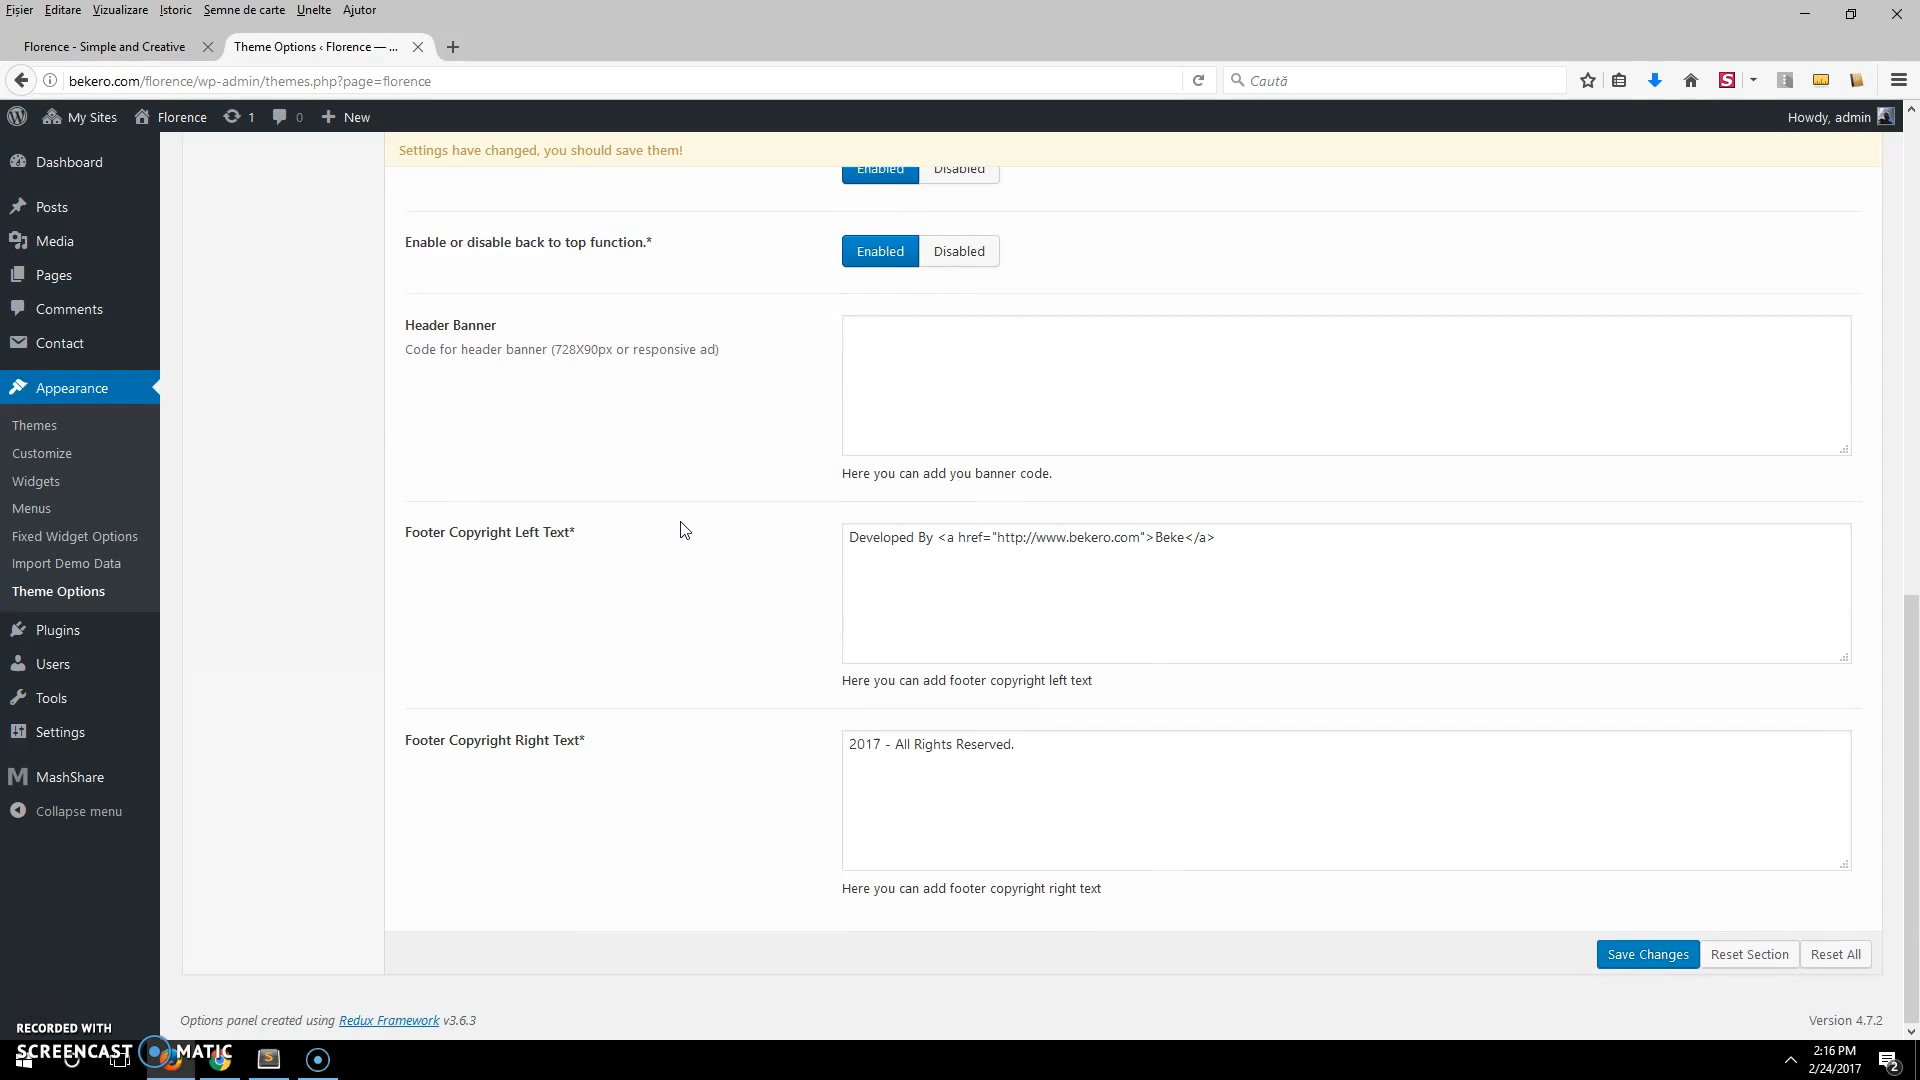 Fișier Editare Vizualizare Istoric Semne de carte Unelte Ajutor
Florence - Simple and Creative
Theme Options ‹ Florence — ...
bekero.com/florence/wp-admin/themes.php?page=florence
Caută
My Sites Florence 1 0 New
Howdy, admin
Settings have changed, you should save them!
Enabled Disabled
Dashboard
Posts
Media
Pages
Comments
Contact
Appearance
Themes
Customize
Widgets
Menus
Fixed Widget Options
Import Demo Data
Theme Options
Plugins
Users
Tools
Settings
MashShare
Collapse menu
Enable or disable back to top function.*
Enabled Disabled
Header Banner
Code for header banner (728X90px or responsive ad)
Here you can add you banner code.
Footer Copyright Left Text*
Developed By <a href="http://www.bekero.com">Beke</a>
Here you can add footer copyright left text
Footer Copyright Right Text*
2017 - All Rights Reserved.
Here you can add footer copyright right text
Save Changes Reset Section Reset All
Options panel created using Redux Framework v3.6.3
Version 4.7.2
RECORDED WITH
SCREENCAST MATIC
2:16 PM
2/24/2017
2